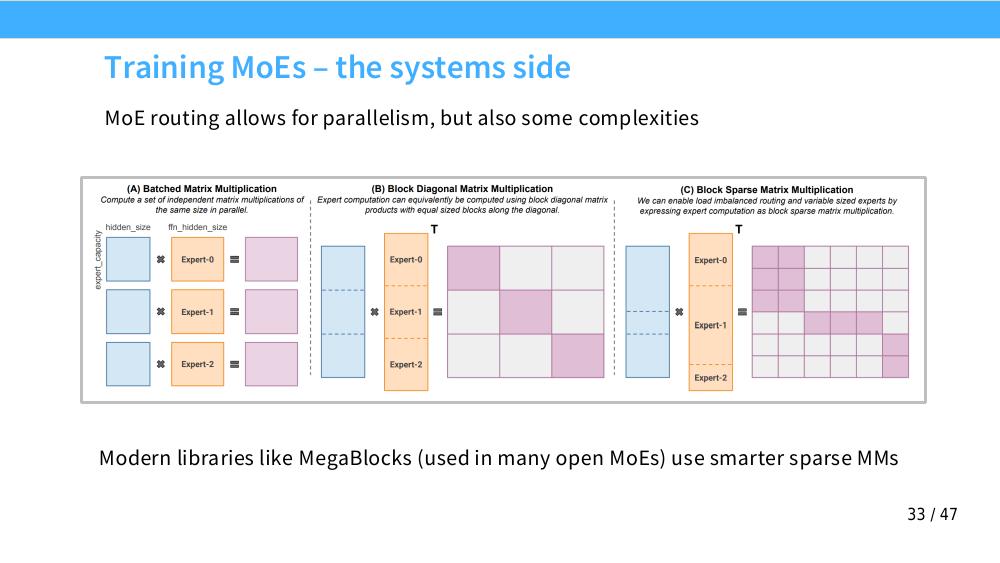 Training MoEs – the systems side
MoE routing allows for parallelism, but also some complexities
(A) Batched Matrix Multiplication
Compute a set of independent matrix multiplications of
the same size in parallel.
hidden_size
ffn_hidden_size
expert_capacity
Expert-0
Expert-1
Expert-2
(B) Block Diagonal Matrix Multiplication
Expert computation can equivalently be computed using block diagonal matrix
products with equal sized blocks along the diagonal.
T
Expert-0
Expert-1
Expert-2
(C) Block Sparse Matrix Multiplication
We can enable load imbalanced routing and variable sized experts by
expressing expert computation as block sparse matrix multiplication.
T
Expert-0
Expert-1
Expert-2
Modern libraries like MegaBlocks (used in many open MoEs) use smarter sparse MMs
33 / 47